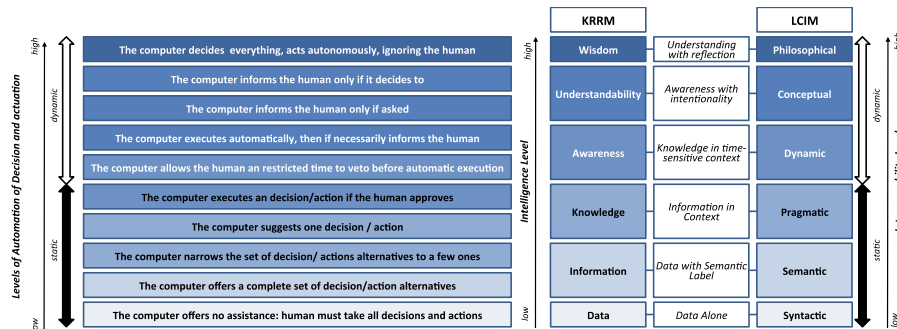 KRRM
LCIM
Levels of Automation of Decision and actuation
high
dynamic
static
low
The computer decides everything, acts autonomously, ignoring the human
The computer informs the human only if it decides to
The computer informs the human only if asked
The computer executes automatically, then if necessarily informs the human
The computer allows the human an restricted time to veto before automatic execution
The computer executes an decision/action if the human approves
The computer suggests one decision / action
The computer narrows the set of decision/ actions alternatives to a few ones
The computer offers a complete set of decision/action alternatives
The computer offers no assistance: human must take all decisions and actions
Intelligence Level
high
low
Wisdom
Understanding
with reflection
Philosophical
Understandability
Awareness with
intentionality
Conceptual
Awareness
Knowledge in time-
sensitive context
Dynamic
Knowledge
Information in
Context
Pragmatic
Information
Data with Semantic
Label
Semantic
Data
Data Alone
Syntactic
high
dynamic
static
low